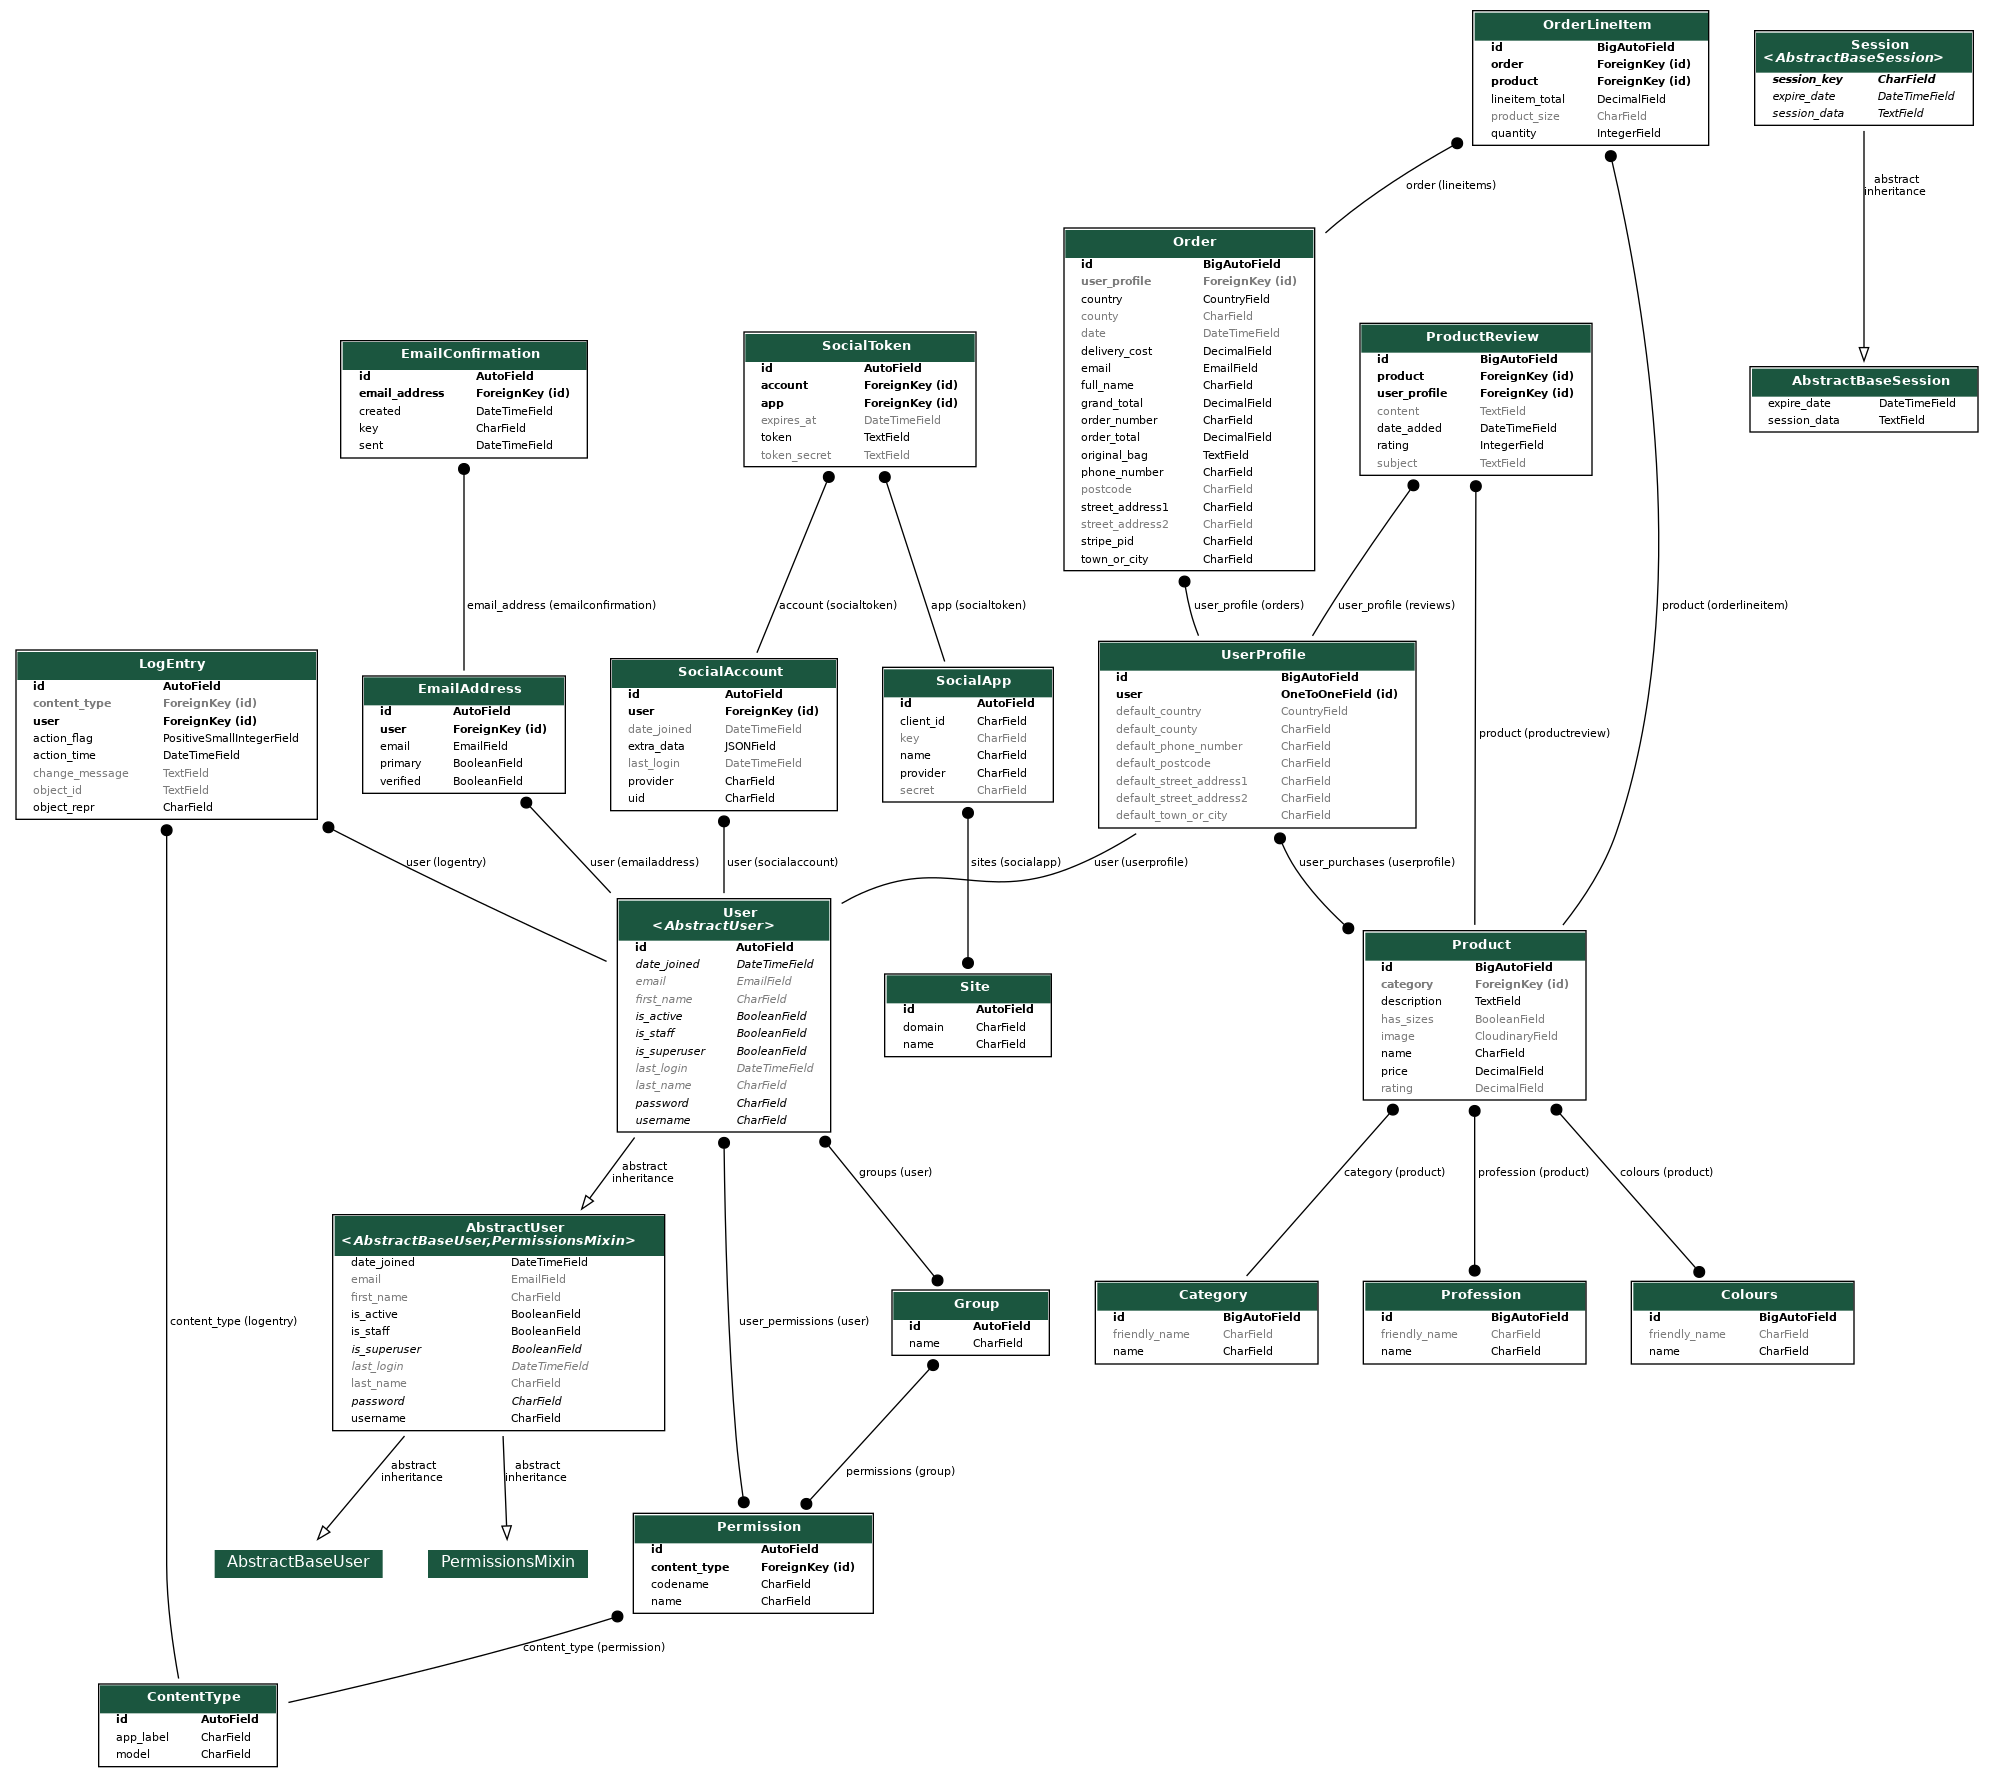 OrderLineItem
id BigAutoField
order ForeignKey (id)
product ForeignKey (id)
lineitem_total DecimalField
product_size CharField
quantity IntegerField
Session
<AbstractBaseSession>
session_key CharField
expire_date DateTimeField
session_data TextField
order (lineitems)
abstract
inheritance
Order
id BigAutoField
user_profile ForeignKey (id)
country CountryField
county CharField
date DateTimeField
delivery_cost DecimalField
email EmailField
full_name CharField
grand_total DecimalField
order_number CharField
order_total DecimalField
original_bag TextField
phone_number CharField
postcode CharField
street_address1 CharField
street_address2 CharField
stripe_pid CharField
town_or_city CharField
ProductReview
id BigAutoField
product ForeignKey (id)
user_profile ForeignKey (id)
content TextField
date_added DateTimeField
rating IntegerField
subject TextField
EmailConfirmation
id AutoField
email_address ForeignKey (id)
created DateTimeField
key CharField
sent DateTimeField
SocialToken
id AutoField
account ForeignKey (id)
app ForeignKey (id)
expires_at DateTimeField
token TextField
token_secret TextField
AbstractBaseSession
expire_date DateTimeField
session_data TextField
email_address (emailconfirmation)
account (socialtoken)
app (socialtoken)
user_profile (orders)
user_profile (reviews)
product (orderlineitem)
product (productreview)
LogEntry
id AutoField
content_type ForeignKey (id)
user ForeignKey (id)
action_flag PositiveSmallIntegerField
action_time DateTimeField
change_message TextField
object_id TextField
object_repr CharField
EmailAddress
id AutoField
user ForeignKey (id)
email EmailField
primary BooleanField
verified BooleanField
SocialAccount
id AutoField
user ForeignKey (id)
date_joined DateTimeField
extra_data JSONField
last_login DateTimeField
provider CharField
uid CharField
SocialApp
id AutoField
client_id CharField
key CharField
name CharField
provider CharField
secret CharField
UserProfile
id BigAutoField
user OneToOneField (id)
default_country CountryField
default_county CharField
default_phone_number CharField
default_postcode CharField
default_street_address1 CharField
default_street_address2 CharField
default_town_or_city CharField
user (logentry)
user (emailaddress)
user (socialaccount)
sites (socialapp)
user (userprofile)
user_purchases (userprofile)
User
<AbstractUser>
id AutoField
date_joined DateTimeField
email EmailField
first_name CharField
is_active BooleanField
is_staff BooleanField
is_superuser BooleanField
last_login DateTimeField
last_name CharField
password CharField
username CharField
Site
id AutoField
domain CharField
name CharField
Product
id BigAutoField
category ForeignKey (id)
description TextField
has_sizes BooleanField
image CloudinaryField
name CharField
price DecimalField
rating DecimalField
abstract
inheritance
groups (user)
category (product)
profession (product)
colours (product)
AbstractUser
<AbstractBaseUser,PermissionsMixin>
date_joined DateTimeField
email EmailField
first_name CharField
is_active BooleanField
is_staff BooleanField
is_superuser BooleanField
last_login DateTimeField
last_name CharField
password CharField
username CharField
content_type (logentry)
user_permissions (user)
Group
id AutoField
name CharField
Category
id BigAutoField
friendly_name CharField
name CharField
Profession
id BigAutoField
friendly_name CharField
name CharField
Colours
id BigAutoField
friendly_name CharField
name CharField
abstract
inheritance
abstract
inheritance
permissions (group)
AbstractBaseUser
PermissionsMixin
Permission
id AutoField
content_type ForeignKey (id)
codename CharField
name CharField
content_type (permission)
ContentType
id AutoField
app_label CharField
model CharField